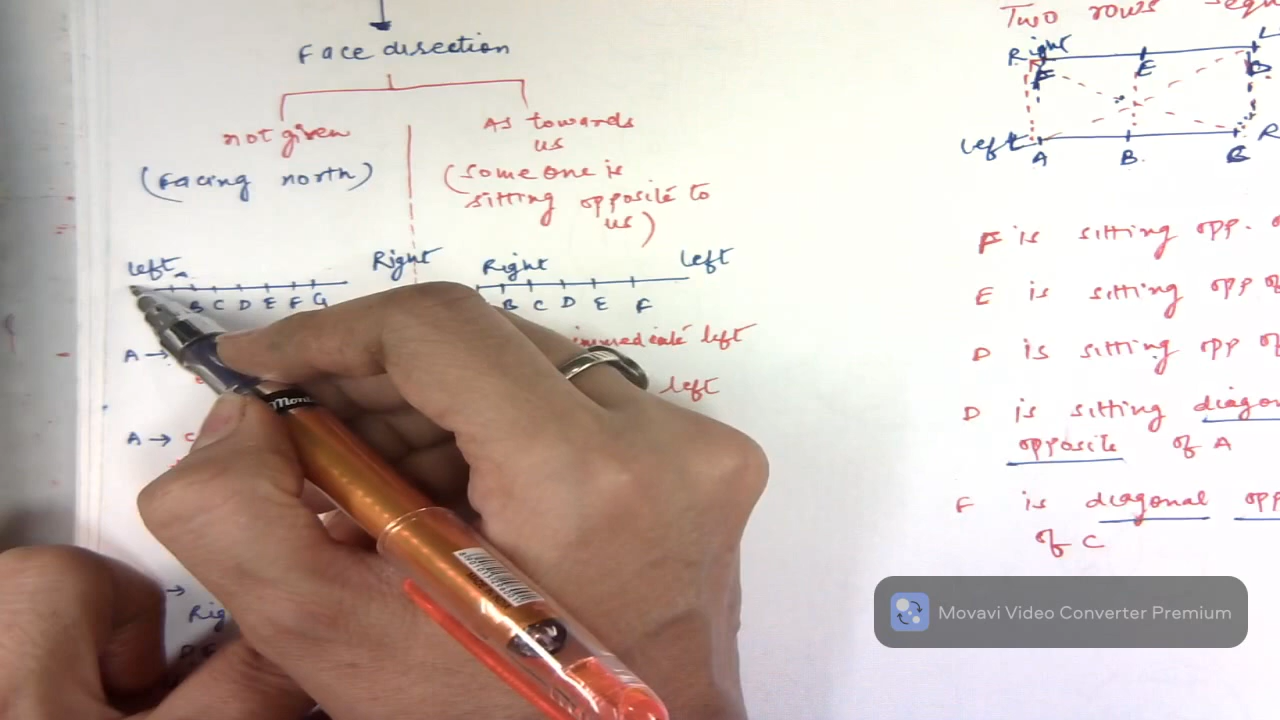 Face direction
not given
(Facing north)
As towards
us
(Someone is
sitting opposite to
us)
left
Right
B C D E F G
Right
left
B C D E F
A →
immediate left
left
A → C
→
Rig
Two rows
Right
F E D
left
A B C
F is sitting opp.
E is sitting opp
D is sitting opp
D is sitting
opposite of A
F is diagonal
of C
Movavi Video Converter Premium